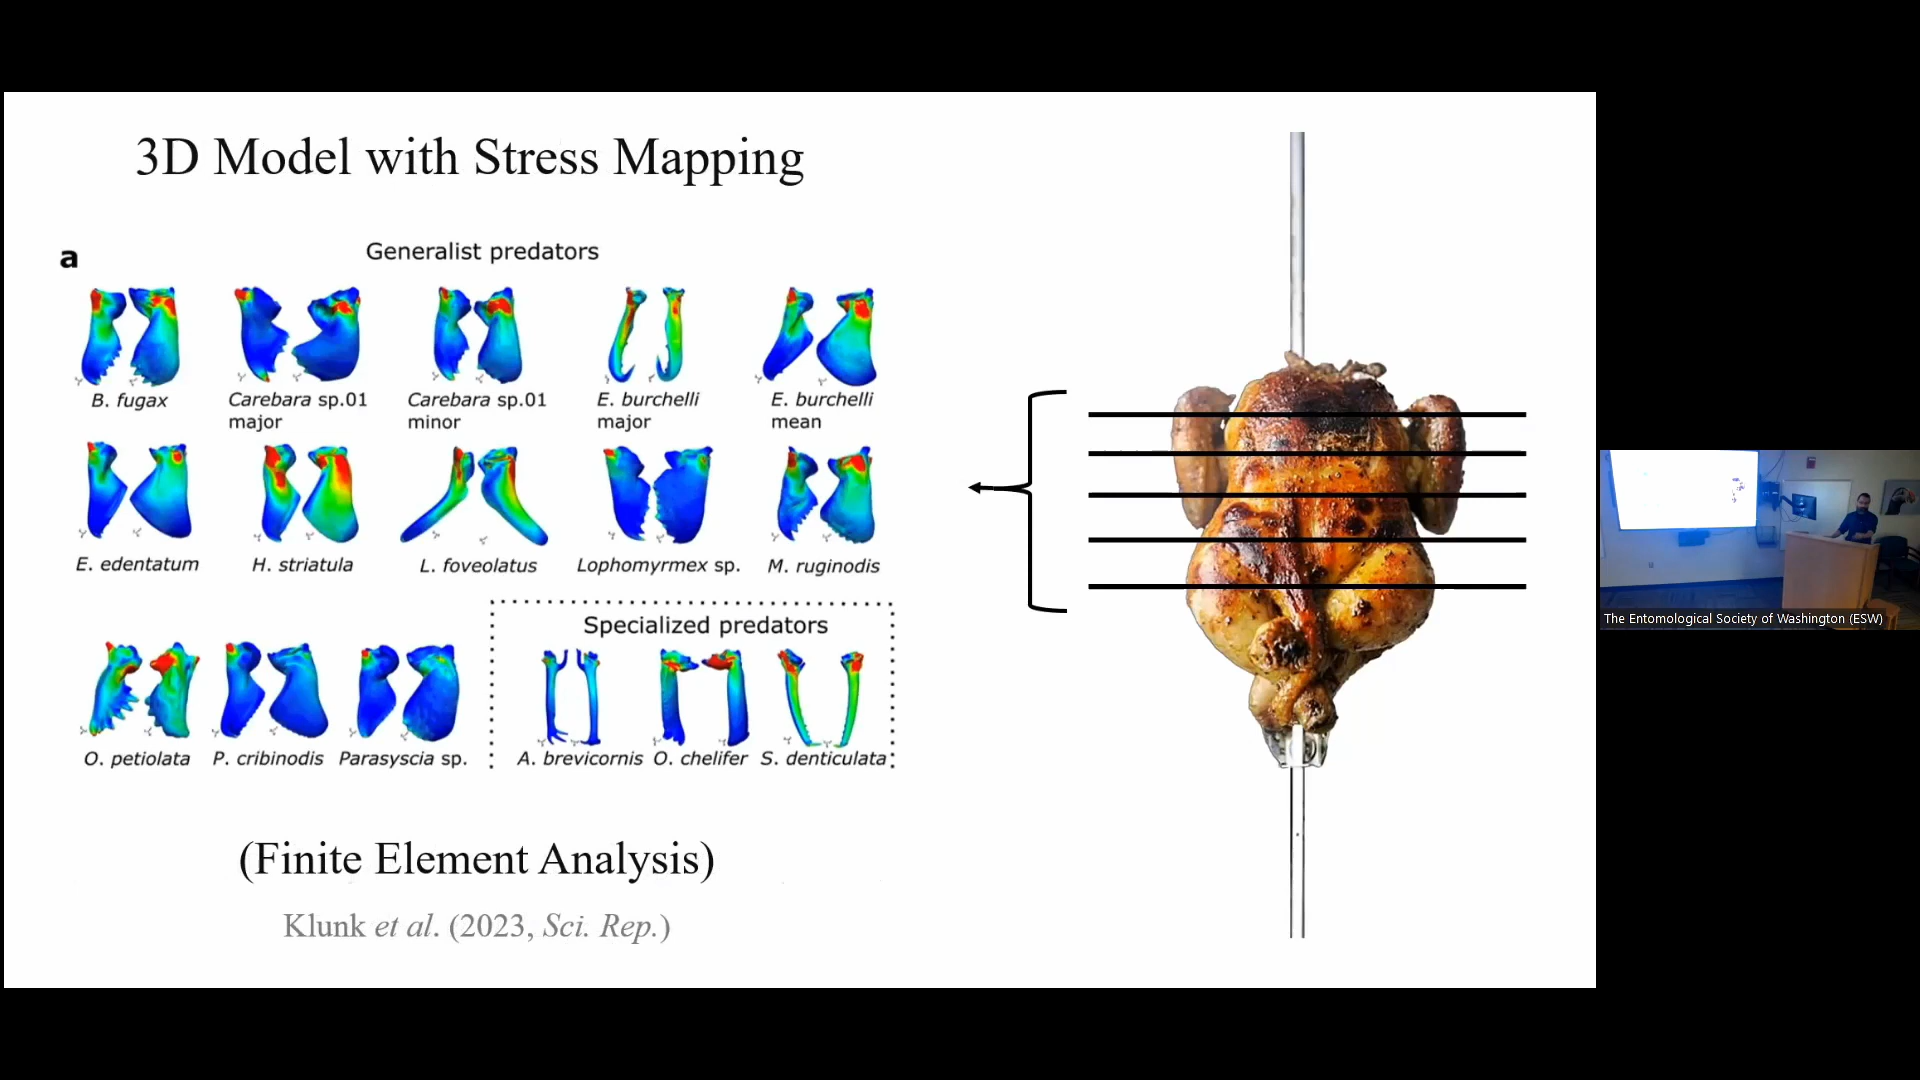 3D Model with Stress Mapping
a
Generalist predators
B. fugax
Carebara sp.01
major
Carebara sp.01
minor
E. burchelli
major
E. burchelli
mean
E. edentatum
H. striatula
L. foveolatus
Lophomyrmex sp.
M. ruginodis
Specialized predators
O. petiolata
P. cribinodis
Parasyscia sp.
A. brevicornis
O. chelifer
S. denticulata
(Finite Element Analysis)
Klunk et al. (2023, Sci. Rep.)
The Entomological Society of Washington (ESW)